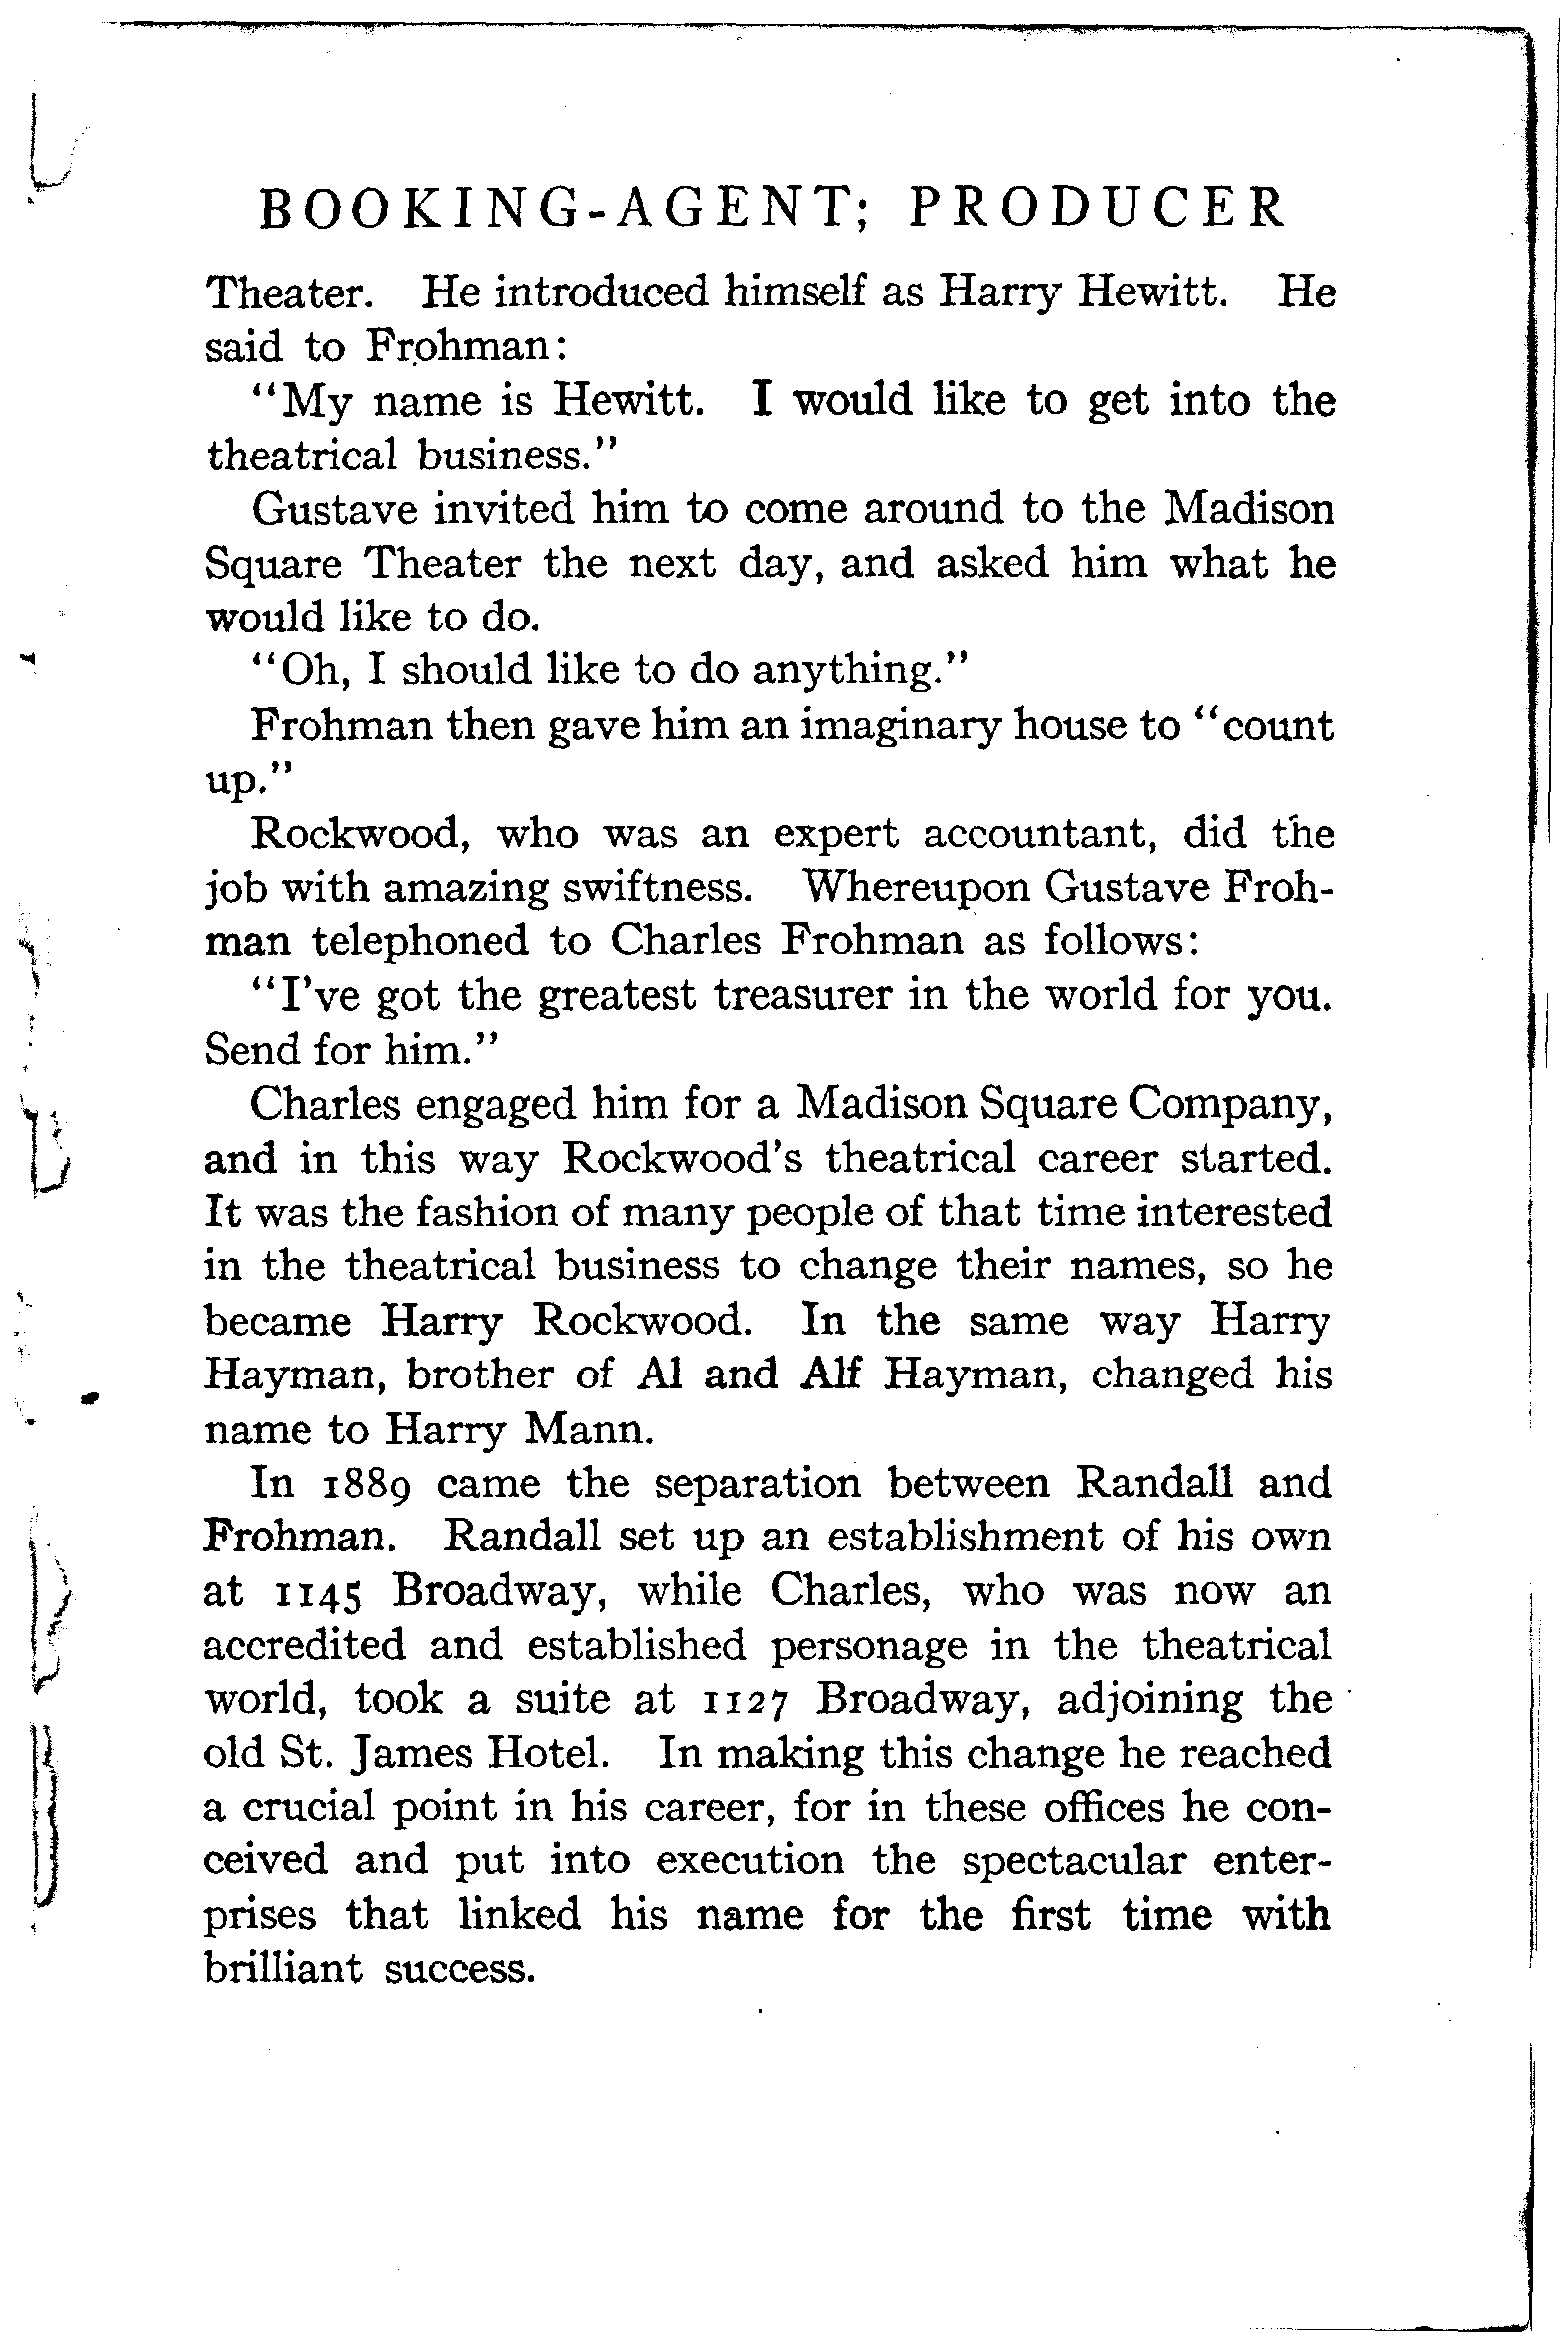 BOOKING-AGENT; PRODUCER
Theater. He introduced himself as Harry Hewitt. He
said to Frohman:
"My name is Hewitt. I would like to get into the
theatrical business."
Gustave invited him to come around to the Madison
Square Theater the next day, and asked him what he
would like to do.
"Oh, I should like to do anything."
Frohman then gave him an imaginary house to "count
up."
Rockwood, who was an expert accountant, did the
job with amazing swiftness. Whereupon Gustave Froh-
man telephoned to Charles Frohman as follows:
"I've got the greatest treasurer in the world for you.
Send for him."
Charles engaged him for a Madison Square Company,
and in this way Rockwood's theatrical career started.
It was the fashion of many people of that time interested
in the theatrical business to change their names, so he
became Harry Rockwood. In the same way Harry
Hayman, brother of Al and Alf Hayman, changed his
name to Harry Mann.
In 1889 came the separation between Randall and
Frohman. Randall set up an establishment of his own
at 1145 Broadway, while Charles, who was now an
accredited and established personage in the theatrical
world, took a suite at 1127 Broadway, adjoining the
old St. James Hotel. In making this change he reached
a crucial point in his career, for in these offices he con-
ceived and put into execution the spectacular enter-
prises that linked his name for the first time with
brilliant success.